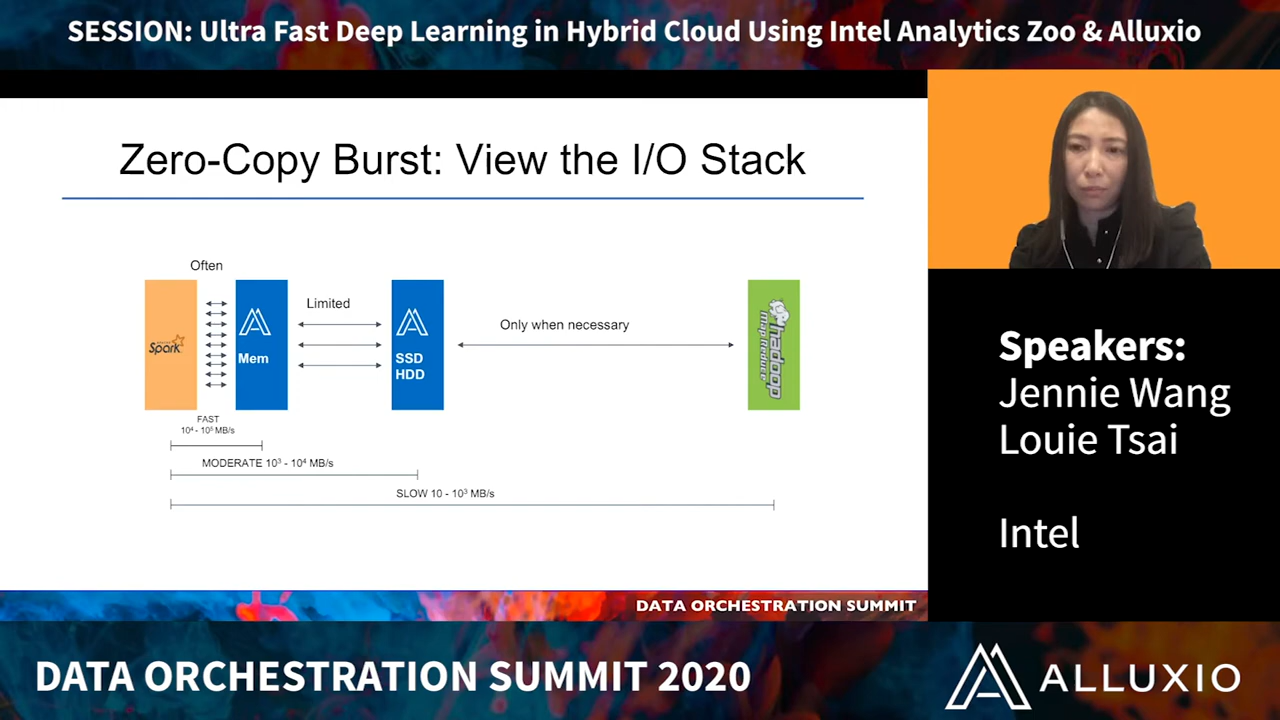 SESSION: Ultra Fast Deep Learning in Hybrid Cloud Using Intel Analytics Zoo & Alluxio
Zero-Copy Burst: View the I/O Stack
Often
Limited
Only when necessary
Spark
Mem
SSD
HDD
hadoop
Map Reduce
FAST
10⁴ - 10⁵ MB/s
MODERATE 10³ - 10⁴ MB/s
SLOW 10 - 10³ MB/s
DATA ORCHESTRATION SUMMIT
Speakers:
Jennie Wang
Louie Tsai
Intel
DATA ORCHESTRATION SUMMIT 2020
ALLUXIO